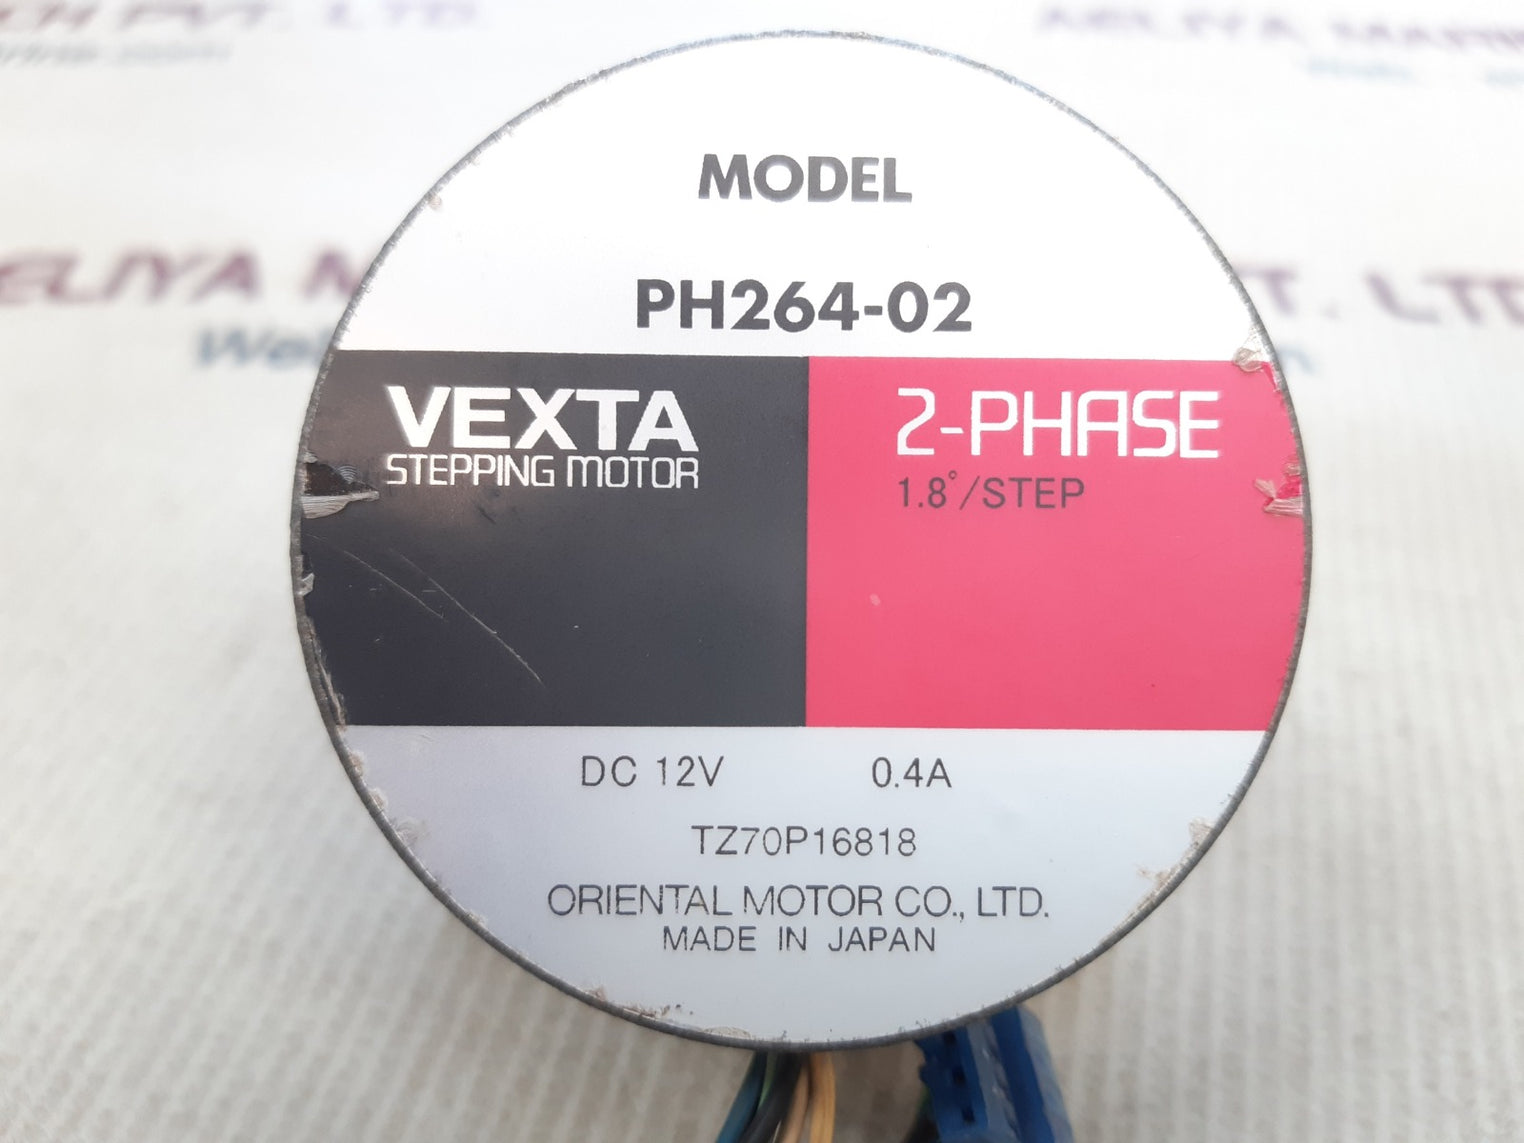 MODEL
PH264-02
VEXTA
STEPPING MOTOR
2-PHASE
1.8°/STEP
DC 12V 0.4A
TZ70P16818
ORIENTAL MOTOR CO., LTD.
MADE IN JAPAN